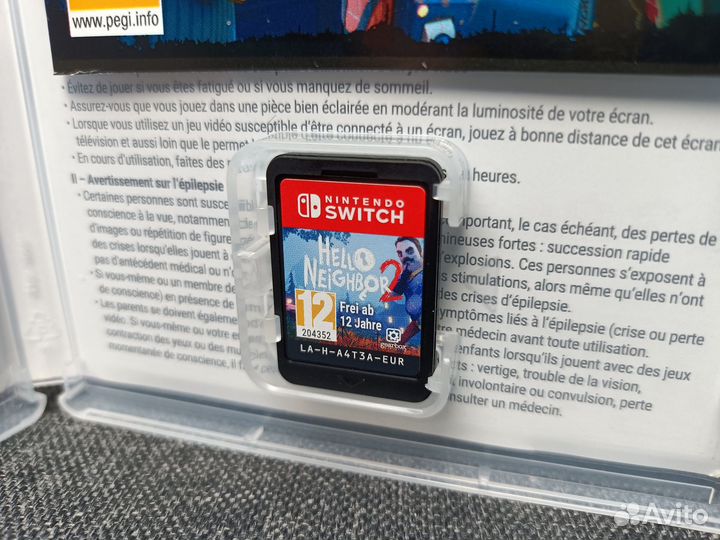 www.pegi.info
• Évitez de jouer si vous êtes fatigué ou si vous manquez de sommeil.
• Assurez-vous que vous jouez dans une pièce bien éclairée en modérant la luminosité de votre écran.
• Lorsque vous utilisez un jeu vidéo susceptible d'être connecté à un écran, jouez à bonne distance de cet écran
télévision et aussi loin que le permet
• En cours d'utilisation, faites des heures.
II – Avertissement sur l'épilepsie
• Certaines personnes sont important, le cas échéant, des pertes de
conscience à la vue, notamment mineuses fortes : succession rapide
d'images ou répétition de figures d'explosions. Ces personnes s'exposent à
des crises lorsqu'elles jouent à stimulations, alors même qu'elles n'ont
pas d'antécédent médical ou des crises d'épilepsie.
• Si vous-même ou un membre de symptômes liés à l'épilepsie (crise ou perte
de conscience) en présence de médecin avant toute utilisation.
• Les parents se doivent également enfants lorsqu'ils jouent avec des jeux
vidéo. Si vous-même ou votre : vertige, trouble de la vision,
contraction des yeux ou des involontaire ou convulsion, perte
momentanée de conscience, il consulter un médecin.
NINTENDO
SWITCH
HELLO
NEIGHBOR 2
12
204352
Frei ab
12 Jahre
gearbox
LA-H-A4T3A-EUR
Avito